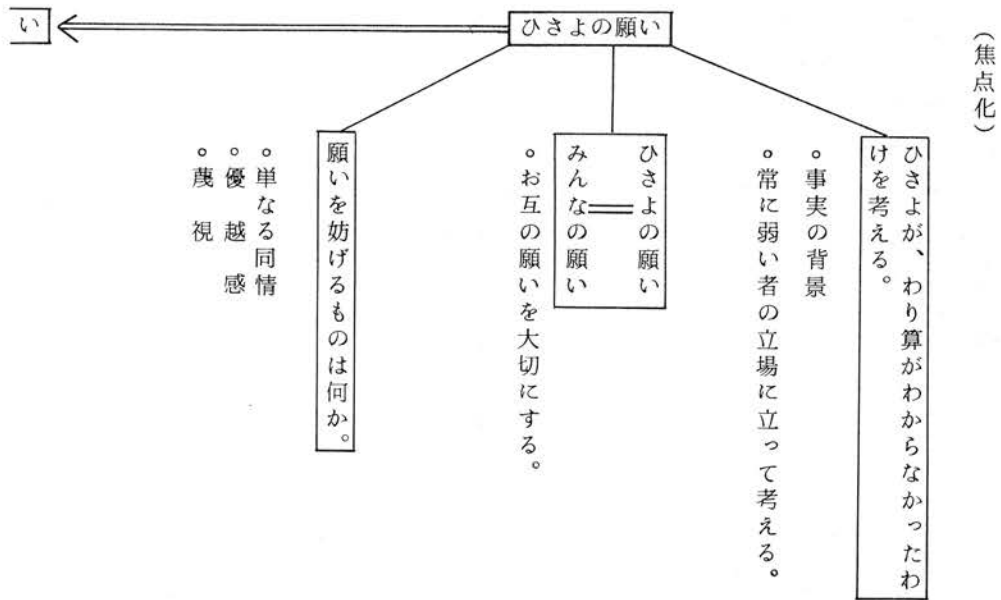 (焦点化)
ひさよの願い
い
ひさよが、わり算がわからなかったわ
けを考える。
。事実の背景
。常に弱い者の立場に立って考える。
ひさよの願い
みんなの願い
。お互の願いを大切にする。
願いを妨げるものは何か。
。単なる同情
。優越感
。蔑視